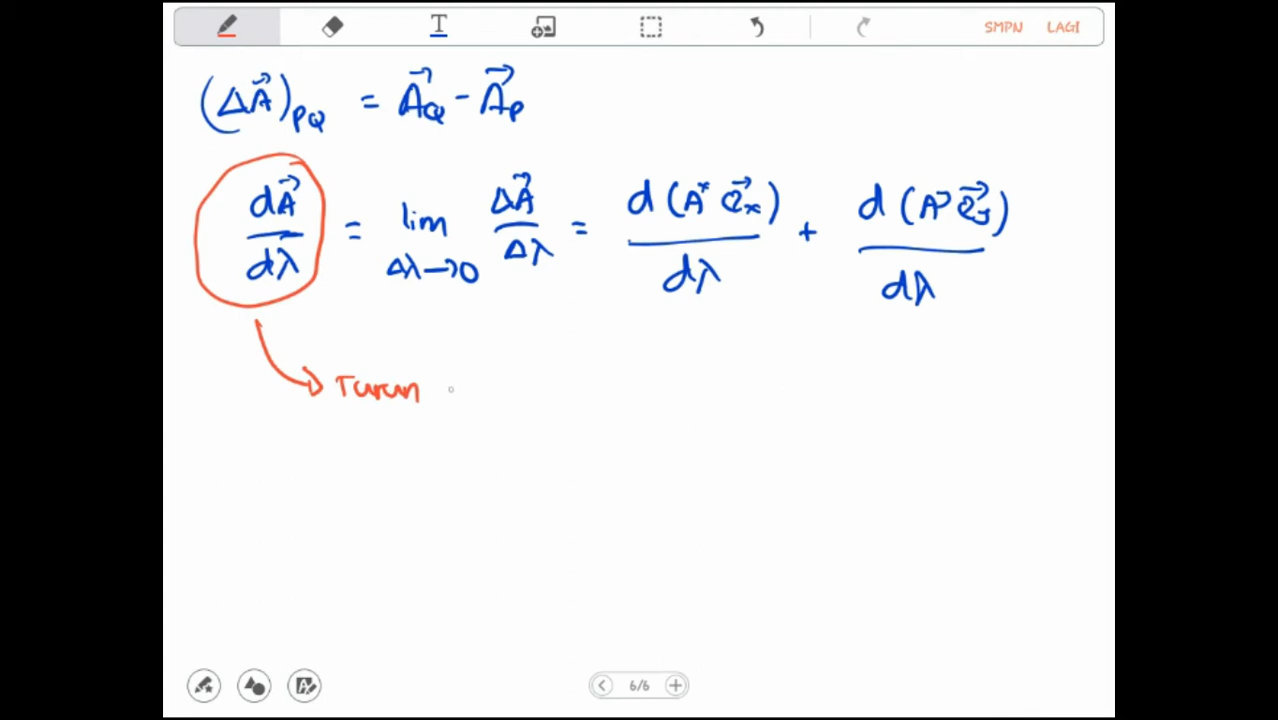 T
SMPN LAGI
(ΔA⃗)PQ = A⃗Q - A⃗P
dA⃗/dλ = lim Δλ→0 ΔA⃗/Δλ = d(Aˣ e⃗ₓ)/dλ + d(Aʸ e⃗y)/dλ
Turun
6/6